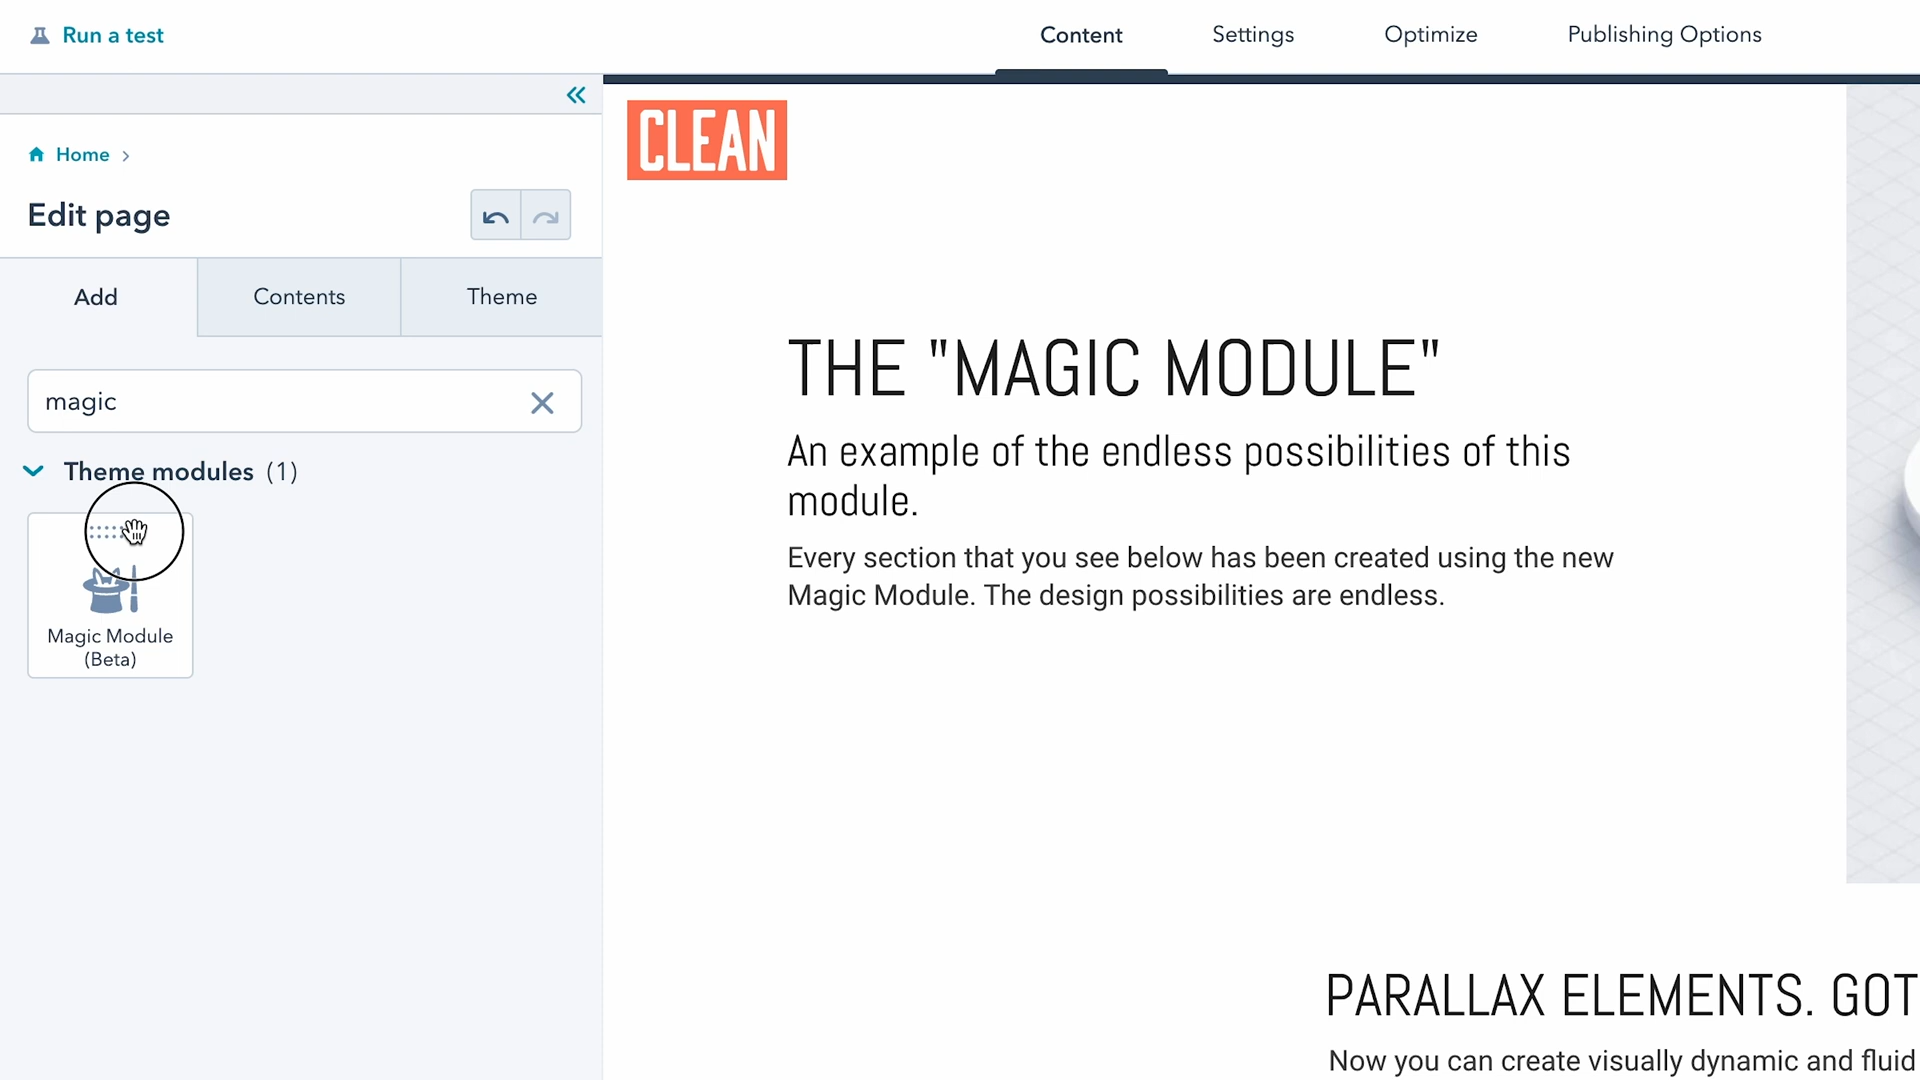 Run a test
Content
Settings
Optimize
Publishing Options
Home
Edit page
Add
Contents
Theme
magic
Theme modules (1)
Magic Module
(Beta)
CLEAN
THE "MAGIC MODULE"
An example of the endless possibilities of this
module.
Every section that you see below has been created using the new
Magic Module. The design possibilities are endless.
PARALLAX ELEMENTS. GOT
Now you can create visually dynamic and fluid